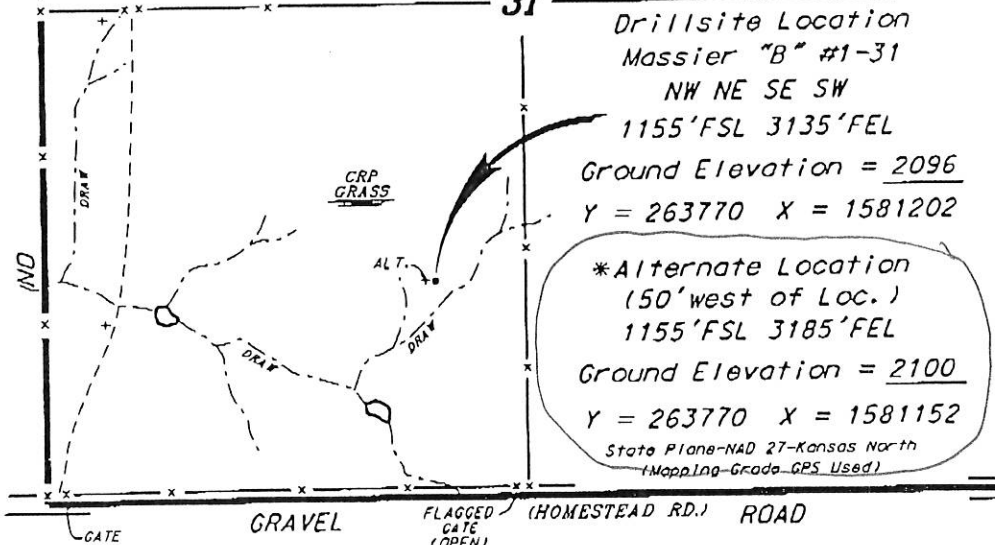 31
Drillsite Location
Massier "B" #1-31
NW NE SE SW
1155'FSL 3135'FEL
Ground Elevation = 2096
Y = 263770 X = 1581202
*Alternate Location
(50'west of Loc.)
1155'FSL 3185'FEL
Ground Elevation = 2100
Y = 263770 X = 1581152
State Plane-NAD 27-Kansas North
(Mapping Grade GPS Used)
CRP
GRASS
DRAW
ALT.
DRAW
DRAW
GATE
GRAVEL
FLAGGED
GATE
(OPEN)
(HOMESTEAD RD.)
ROAD